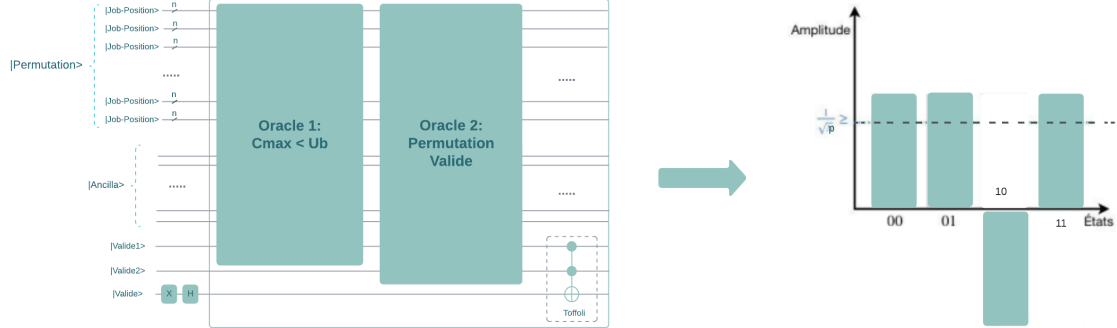 |Job-Position> n
|Job-Position> n
|Job-Position> n
|Permutation>
.....
.....
|Job-Position> n
|Job-Position> n
Oracle 1:
Cmax < Ub
Oracle 2:
Permutation
Valide
|Ancilla>
.....
.....
|Valide1>
|Valide2>
|Valide> X H
Toffoli
Amplitude
1/√p ≥
10
00 01 11 États